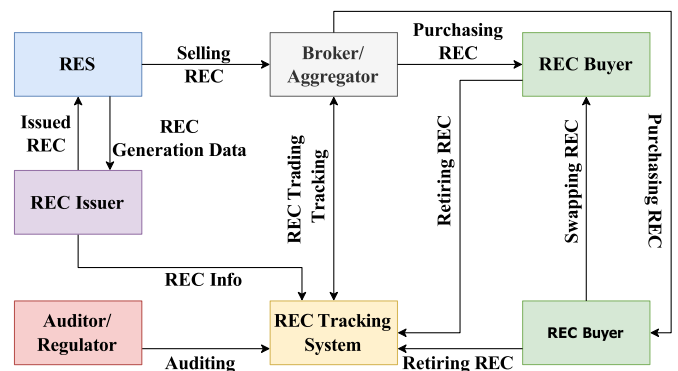 RES
Selling
REC
Broker/
Aggregator
Purchasing
REC
REC Buyer
Issued
REC
REC
Generation Data
REC Issuer
REC Trading
Tracking
Retiring REC
Swapping REC
Purchasing REC
REC Info
Auditor/
Regulator
Auditing
REC Tracking
System
Retiring REC
REC Buyer